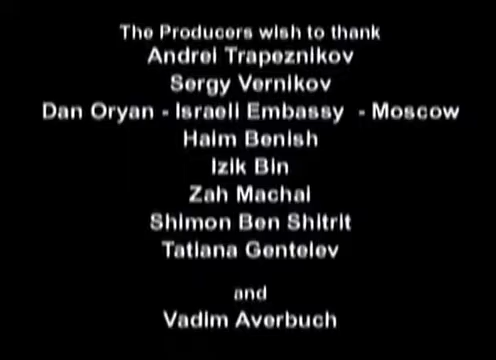 The Producers wish to thank
Andrei Trapeznikov
Sergy Vernikov
Dan Oryan - Israeli Embassy - Moscow
Haim Benish
Izik Bin
Zah Machal
Shimon Ben Shitrit
Tatiana Gentelev
and
Vadim Averbuch